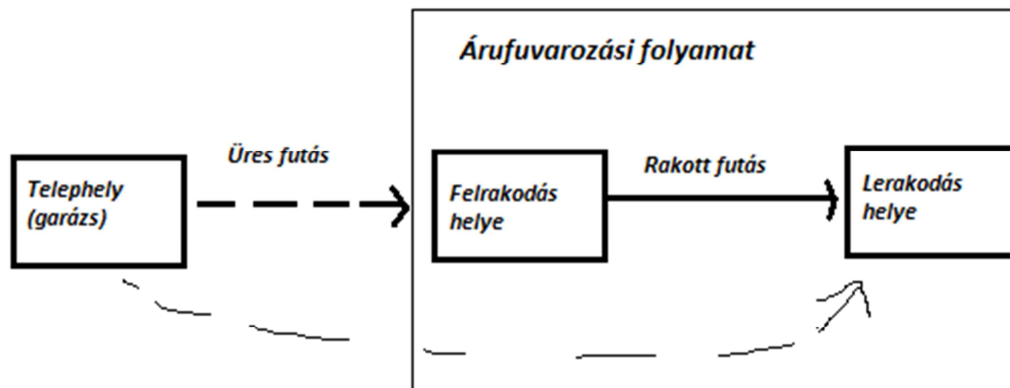 Árufuvarozási folyamat
Üres futás
Rakott futás
Telephely
(garázs)
Felrakodás
helye
Lerakodás
helye